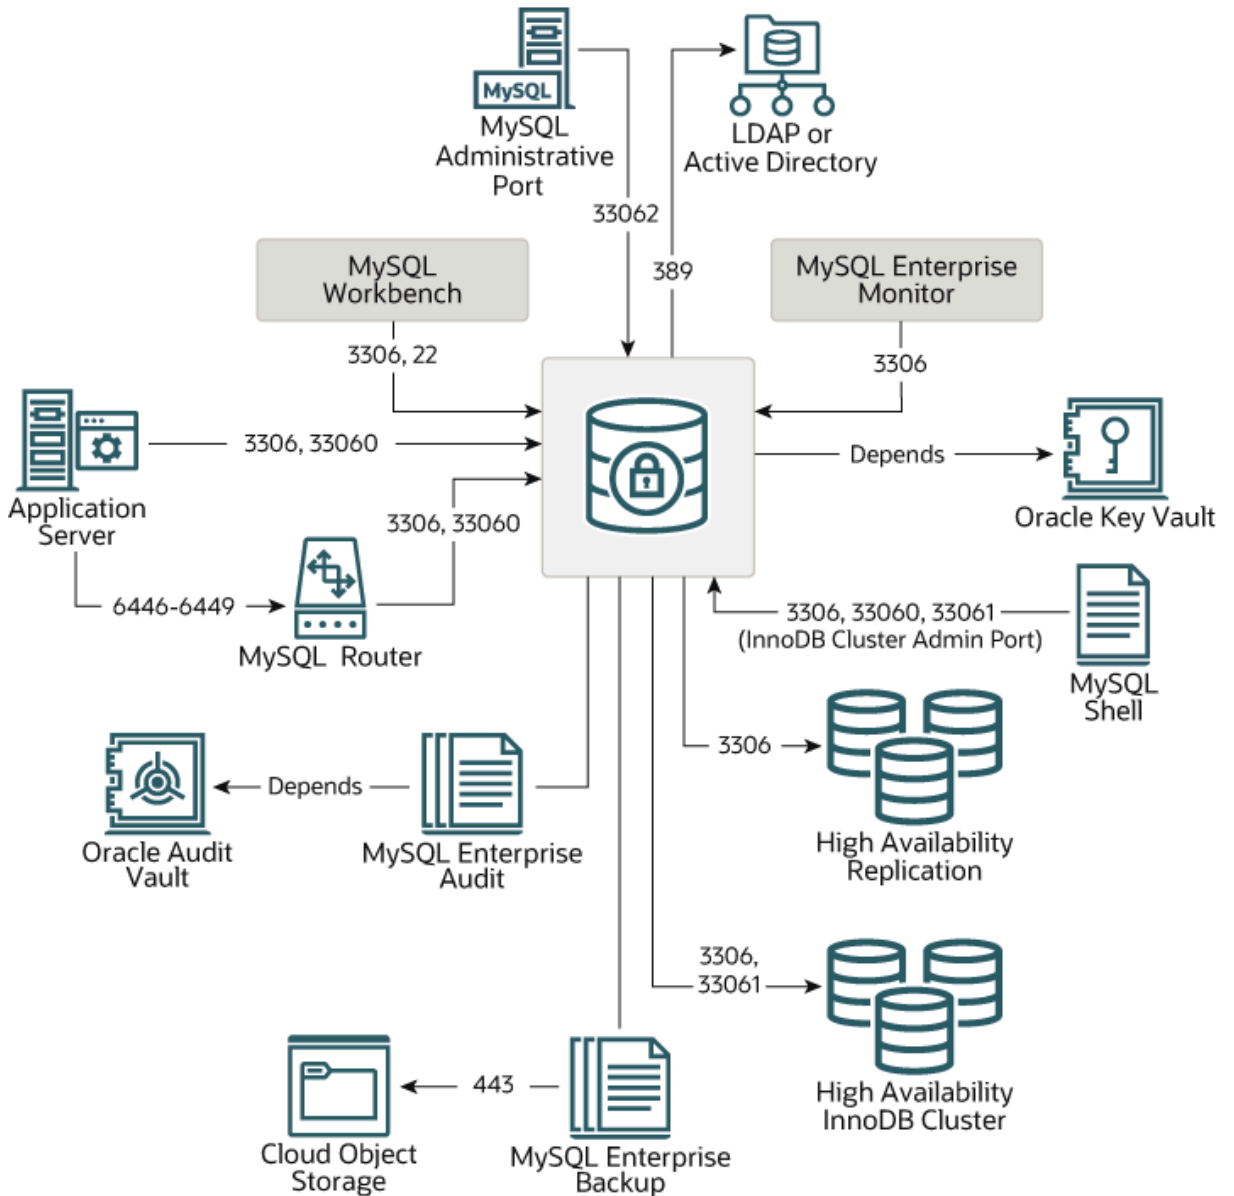 MySQL
MySQL
Administrative
Port
LDAP or
Active Directory
33062
389
MySQL
Workbench
MySQL Enterprise
Monitor
3306, 22
3306
Application
Server
3306, 33060
Depends
Oracle Key Vault
3306, 33060
6446-6449
MySQL Router
3306, 33060, 33061
(InnoDB Cluster Admin Port)
MySQL
Shell
3306
High Availability
Replication
Depends
Oracle Audit
Vault
MySQL Enterprise
Audit
3306,
33061
High Availability
InnoDB Cluster
443
Cloud Object
Storage
MySQL Enterprise
Backup